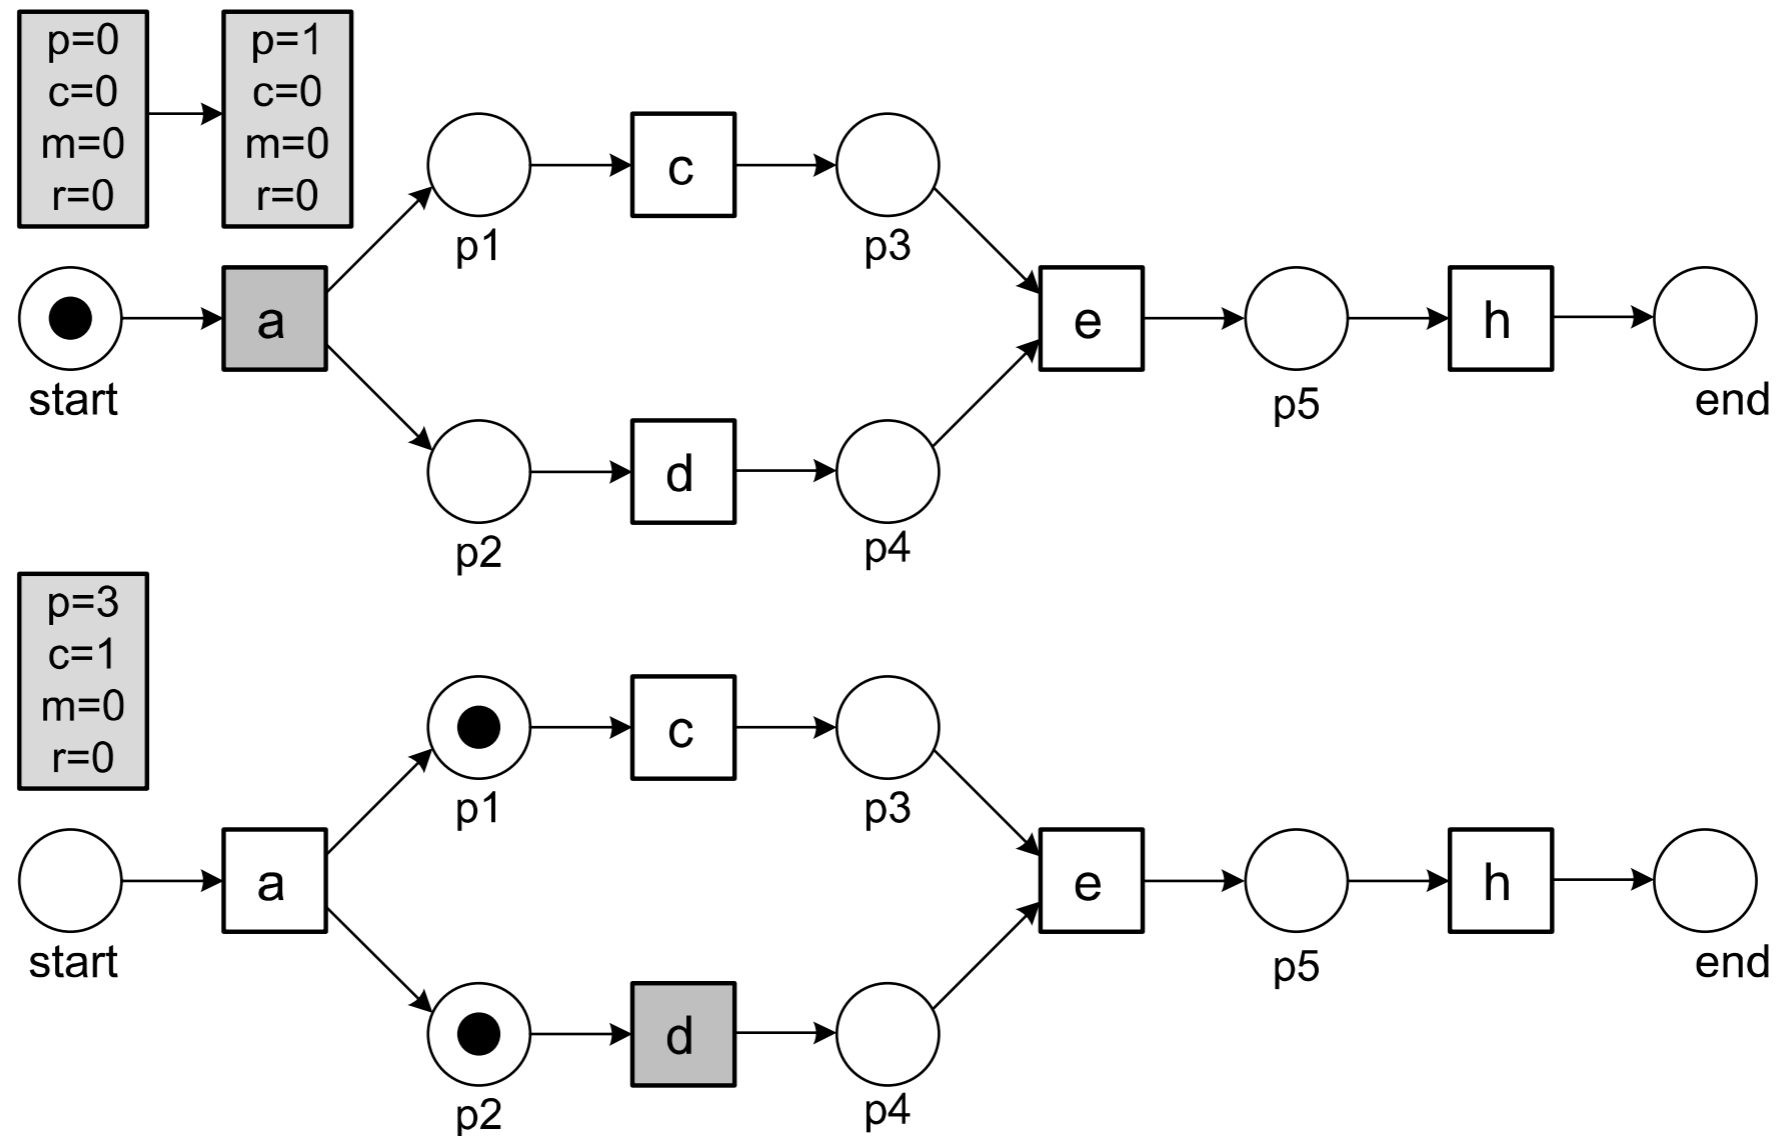 p=0
c=0
m=0
r=0
p=1
c=0
m=0
r=0
c
p1
p3
a
e
h
start
p5
end
d
p2
p4
p=3
c=1
m=0
r=0
c
p1
p3
a
e
h
start
p5
end
d
p2
p4